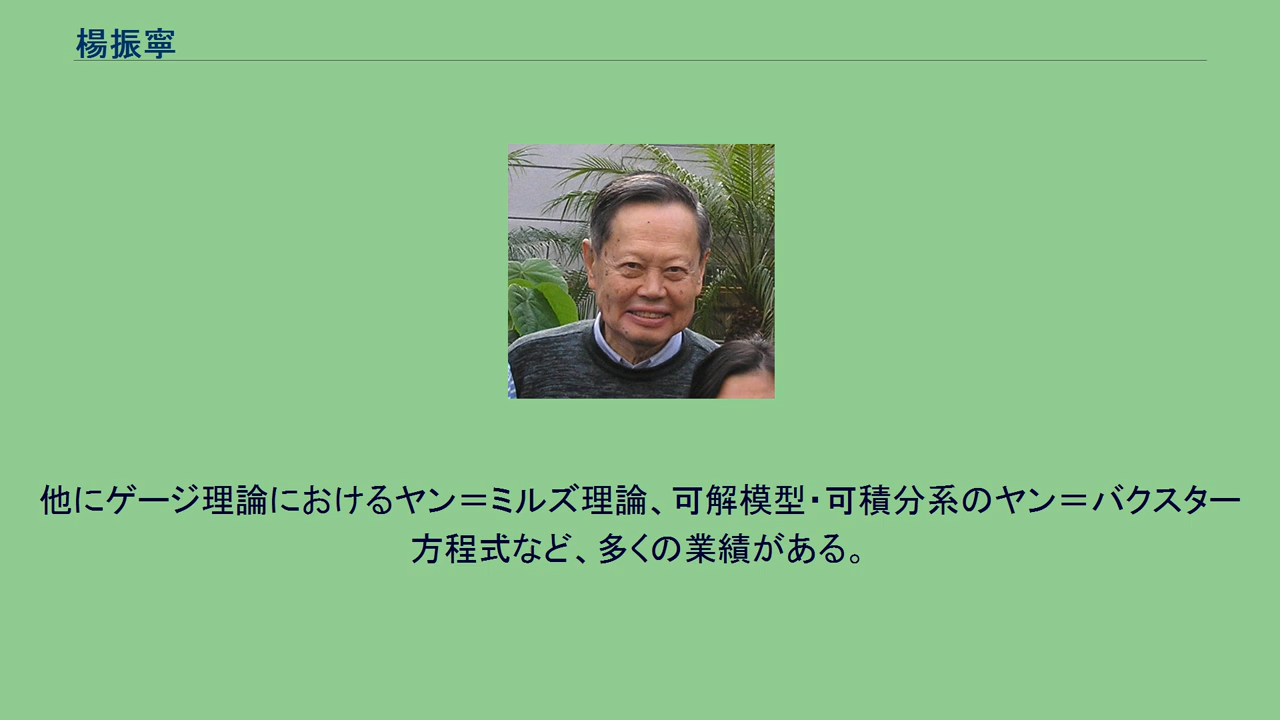 楊振寧
他にゲージ理論におけるヤン＝ミルズ理論、可解模型・可積分系のヤン＝バクスター
方程式など、多くの業績がある。